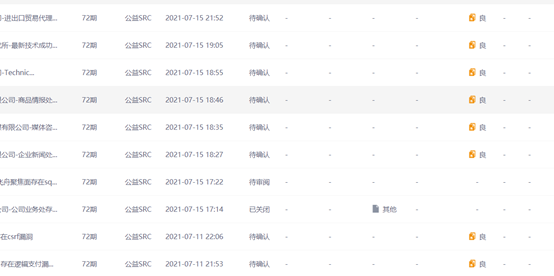 司-进出口贸易代理... 72期 公益SRC 2021-07-15 21:52 待确认 - - - - 良 - -
究所-最新技术成功... 72期 公益SRC 2021-07-15 19:05 待确认 - - - - 良 - -
司-Technic... 72期 公益SRC 2021-07-15 18:55 待确认 - - - - 良 - -
限公司-商品情报处... 72期 公益SRC 2021-07-15 18:46 待确认 - - - - 良 - -
有限公司-媒体咨... 72期 公益SRC 2021-07-15 18:35 待确认 - - - - 良 - -
公司-企业新闻处... 72期 公益SRC 2021-07-15 18:27 待确认 - - - - 良 - -
舟聚焦面存在sq... 72期 公益SRC 2021-07-15 17:22 待审阅 - - - - - - -
公司-公司业务处存... 72期 公益SRC 2021-07-15 17:14 已关闭 - - 其他 - - - -
在csrf漏洞 72期 公益SRC 2021-07-11 22:06 待确认 - - - - 良 - -
存在逻辑支付漏... 72期 公益SRC 2021-07-11 21:53 待确认 - - - - 良 - -